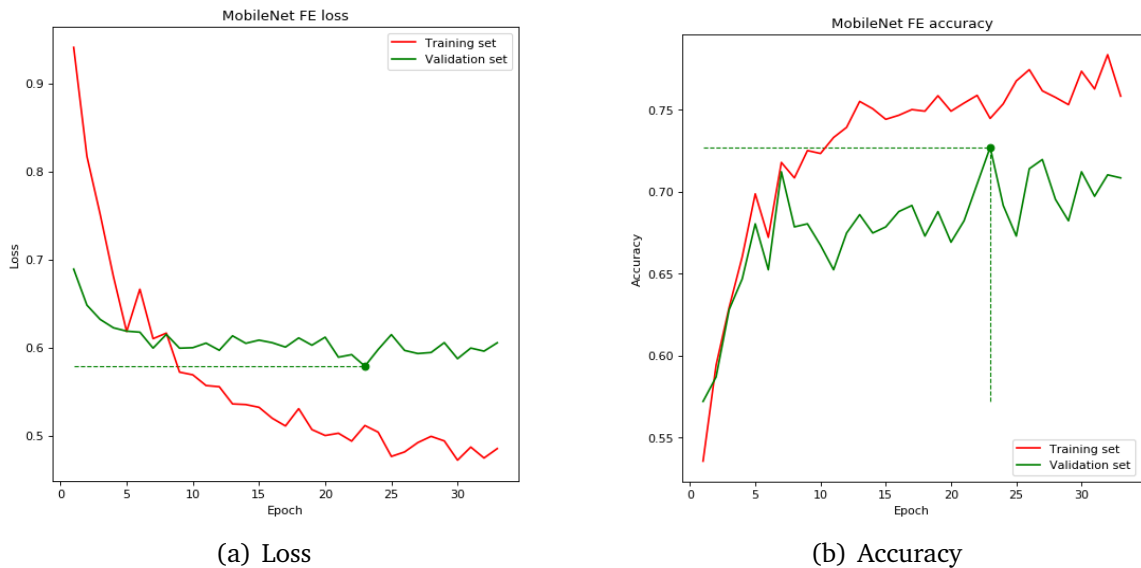 MobileNet FE loss
Training set
Validation set
0.9
0.8
0.7
0.6
0.5
Loss
0 5 10 15 20 25 30
Epoch
(a) Loss
MobileNet FE accuracy
0.75
0.70
0.65
0.60
0.55
Accuracy
Training set
Validation set
0 5 10 15 20 25 30
Epoch
(b) Accuracy